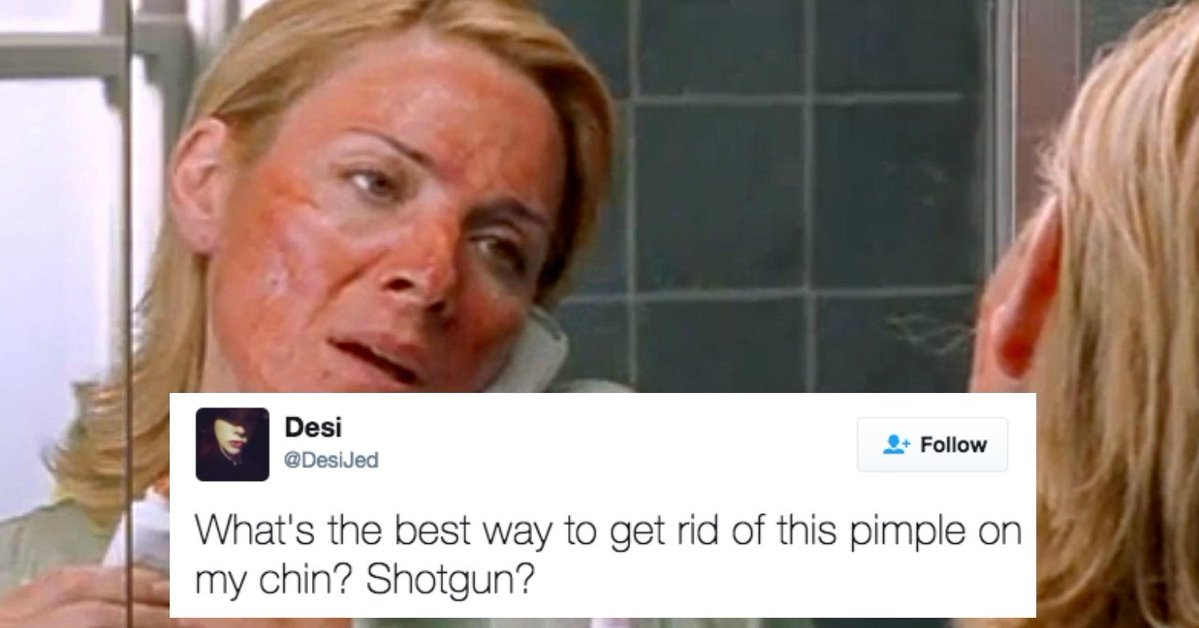 Desi
@DesiJed
Follow
What's the best way to get rid of this pimple on
my chin? Shotgun?